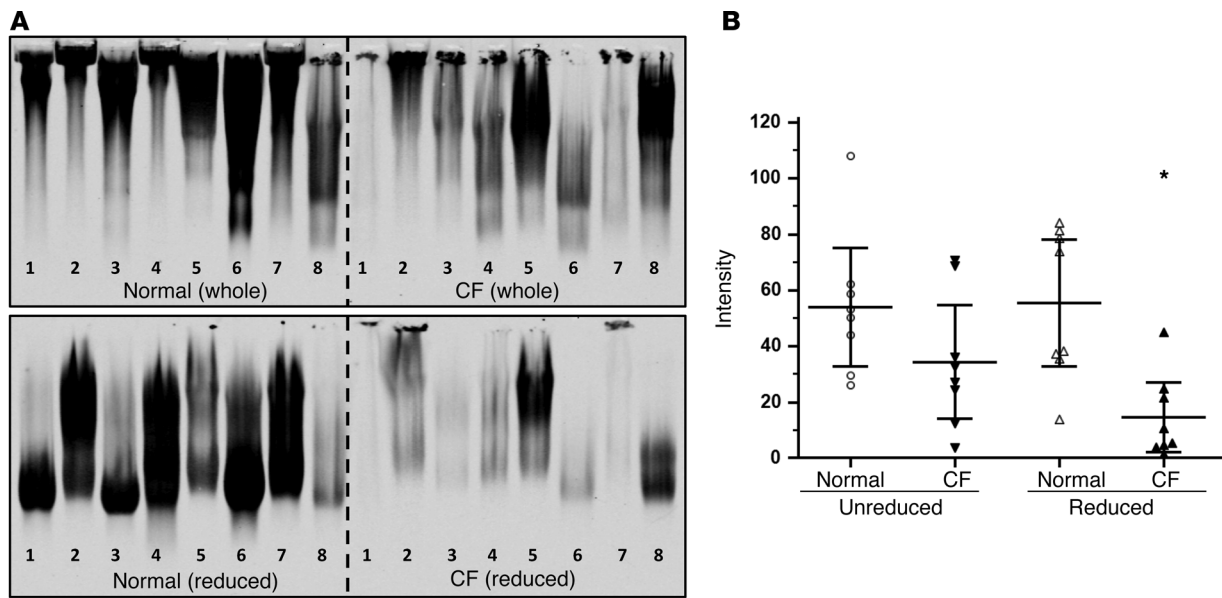 A
1 2 3 4 5 6 7 8 1 2 3 4 5 6 7 8
Normal (whole) CF (whole)
1 2 3 4 5 6 7 8 1 2 3 4 5 6 7 8
Normal (reduced) CF (reduced)
B
Intensity
120
100
80
60
40
20
0
*
Normal CF Normal CF
Unreduced Reduced